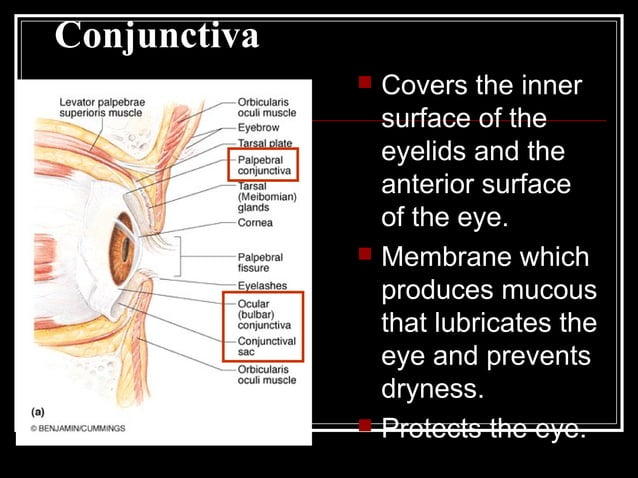 Conjunctiva
Levator palpebrae
superioris muscle
Orbicularis
oculi muscle
Eyebrow
Tarsal plate
Palpebral
conjunctiva
Tarsal
(Meibomian)
glands
Cornea
Palpebral
fissure
Eyelashes
Ocular
(bulbar)
conjunctiva
Conjunctival
sac
Orbicularis
oculi muscle
(a)
© BENJAMIN/CUMMINGS
Covers the inner
surface of the
eyelids and the
anterior surface
of the eye.
Membrane which
produces mucous
that lubricates the
eye and prevents
dryness.
Protects the eye.